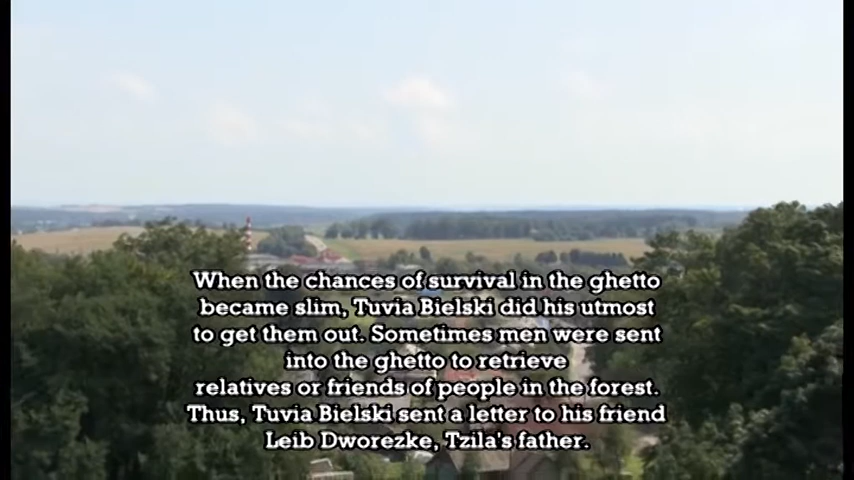 When the chances of survival in the ghetto
became slim, Tuvia Bielski did his utmost
to get them out. Sometimes men were sent
into the ghetto to retrieve
relatives or friends of people in the forest.
Thus, Tuvia Bielski sent a letter to his friend
Leib Dworezke, Tzila's father.